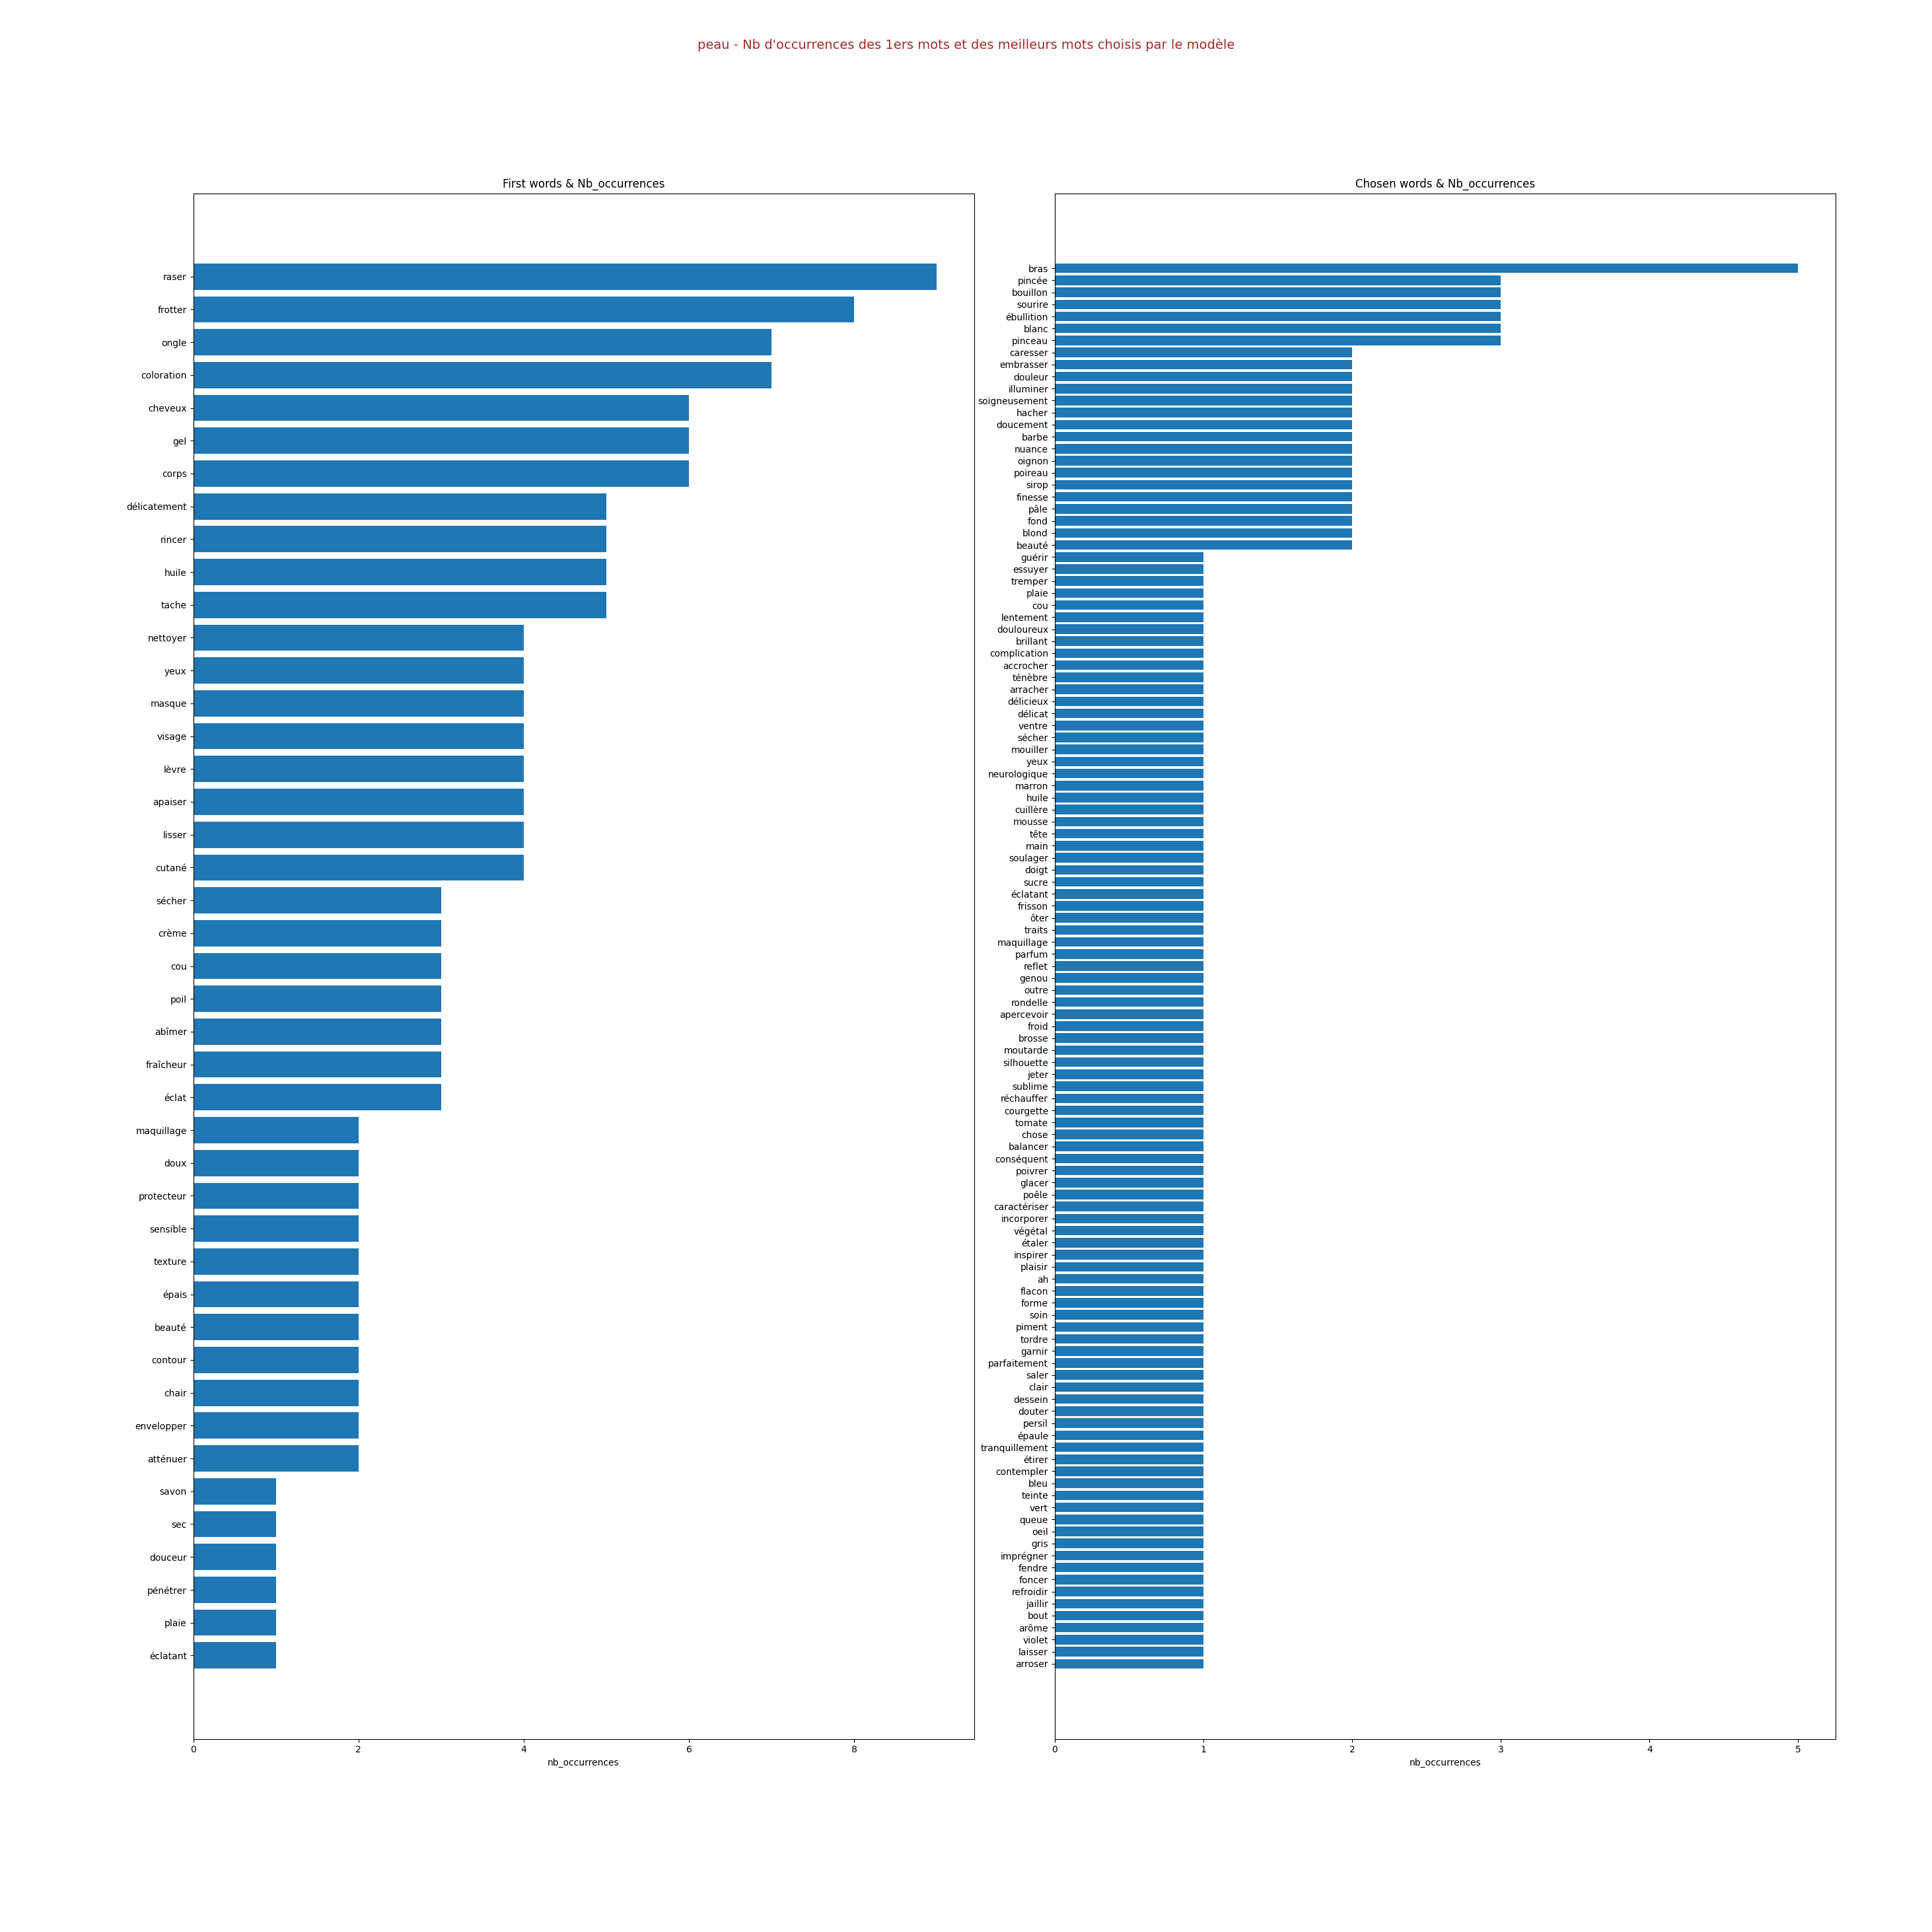 peau - Nb d'occurrences des 1ers mots et des meilleurs mots choisis par le modèle
First words & Nb_occurrences
raser
frotter
ongle
coloration
cheveux
gel
corps
délicatement
rincer
huile
tache
nettoyer
yeux
masque
visage
lèvre
apaiser
lisser
cutané
sécher
crème
cou
poil
abîmer
fraîcheur
éclat
maquillage
doux
protecteur
sensible
texture
épais
beauté
contour
chair
envelopper
atténuer
savon
sec
douceur
pénétrer
plaie
éclatant
0 2 4 6 8
nb_occurrences
Chosen words & Nb_occurrences
bras
pincée
bouillon
sourire
ébullition
blanc
pinceau
caresser
embrasser
douleur
illuminer
soigneusement
hacher
doucement
barbe
nuance
oignon
poireau
sirop
finesse
pâle
fond
blond
beauté
guérir
essuyer
tremper
plaie
cou
lentement
douloureux
brillant
complication
accrocher
ténèbre
arracher
délicieux
délicat
ventre
sécher
mouiller
yeux
neurologique
marron
huile
cuillère
mousse
tête
main
soulager
doigt
sucre
éclatant
frisson
ôter
traits
maquillage
parfum
reflet
genou
outre
rondelle
apercevoir
froid
brosse
moutarde
silhouette
jeter
sublime
réchauffer
courgette
tomate
chose
balancer
conséquent
poivrer
glacer
poêle
caractériser
incorporer
végétal
étaler
inspirer
plaisir
ah
flacon
forme
soin
piment
tordre
garnir
parfaitement
saler
clair
dessein
douter
persil
épaule
tranquillement
étirer
contempler
bleu
teinte
vert
queue
oeil
gris
imprégner
fendre
foncer
refroidir
jaillir
bout
arôme
violet
laisser
arroser
0 1 2 3 4 5
nb_occurrences